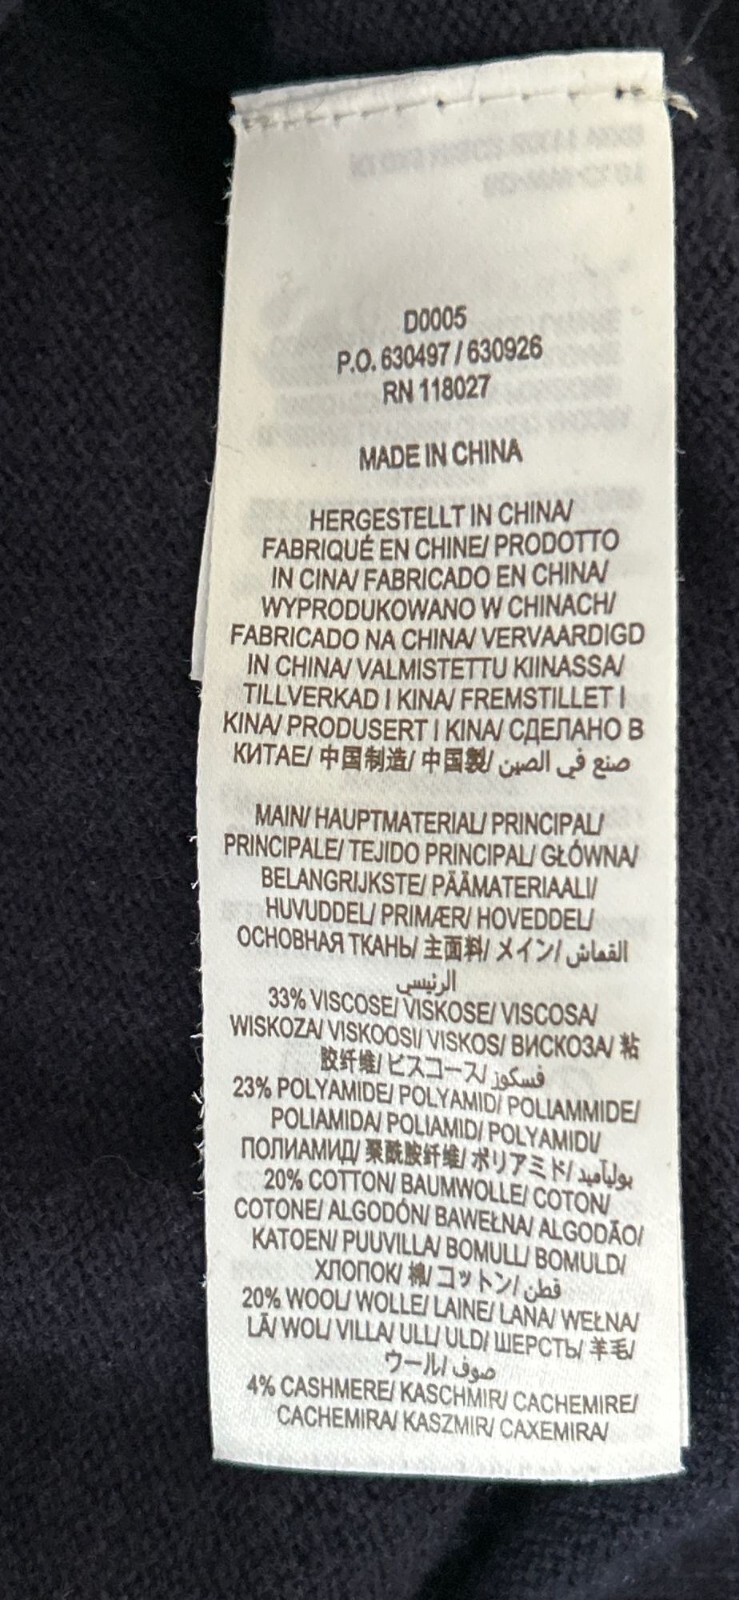 D0005
P.O. 630497 / 630926
RN 118027
MADE IN CHINA
HERGESTELLT IN CHINA/
FABRIQUÉ EN CHINE/ PRODOTTO
IN CINA/ FABRICADO EN CHINA/
WYPRODUKOWANO W CHINACH/
FABRICADO NA CHINA/ VERVAARDIGD
IN CHINA/ VALMISTETTU KIINASSA/
TILLVERKAD I KINA/ FREMSTILLET I
KINA/ PRODUSERT I KINA/ СДЕЛАНО В
КИТАЕ/ 中国制造/ 中国製/ صنع في الصين
MAIN/ HAUPTMATERIAL/ PRINCIPAL/
PRINCIPALE/ TEJIDO PRINCIPAL/ GŁÓWNA/
BELANGRIJKSTE/ PÄÄMATERIAALI/
HUVUDDEL/ PRIMÆR/ HOVEDDEL/
ОСНОВНАЯ ТКАНЬ/ 主面料/ メイン/ القماش
الرئيسي
33% VISCOSE/ VISKOSE/ VISCOSA/
WISKOZA/ VISKOOSI/ VISKOS/ ВИСКОЗА/ 粘
胶纤维/ ビスコース/ فسكوز
23% POLYAMIDE/ POLYAMID/ POLIAMMIDE/
POLIAMIDA/ POLIAMID/ POLYAMIDI/
ПОЛИАМИД/ 聚酰胺纤维/ ポリアミド/ بولياميد
20% COTTON/ BAUMWOLLE/ COTON/
COTONE/ ALGODÓN/ BAWEŁNA/ ALGODÃO/
KATOEN/ PUUVILLA/ BOMULL/ BOMULD/
ХЛОПОК/ 棉/ コットン/ قطن
20% WOOL/ WOLLE/ LAINE/ LANA/ WEŁNA/
LÃ/ WOL/ VILLA/ ULL/ ULD/ ШЕРСТЬ/ 羊毛/
ウール/ صوف
4% CASHMERE/ KASCHMIR/ CACHEMIRE/
CACHEMIRA/ KASZMIR/ CAXEMIRA/